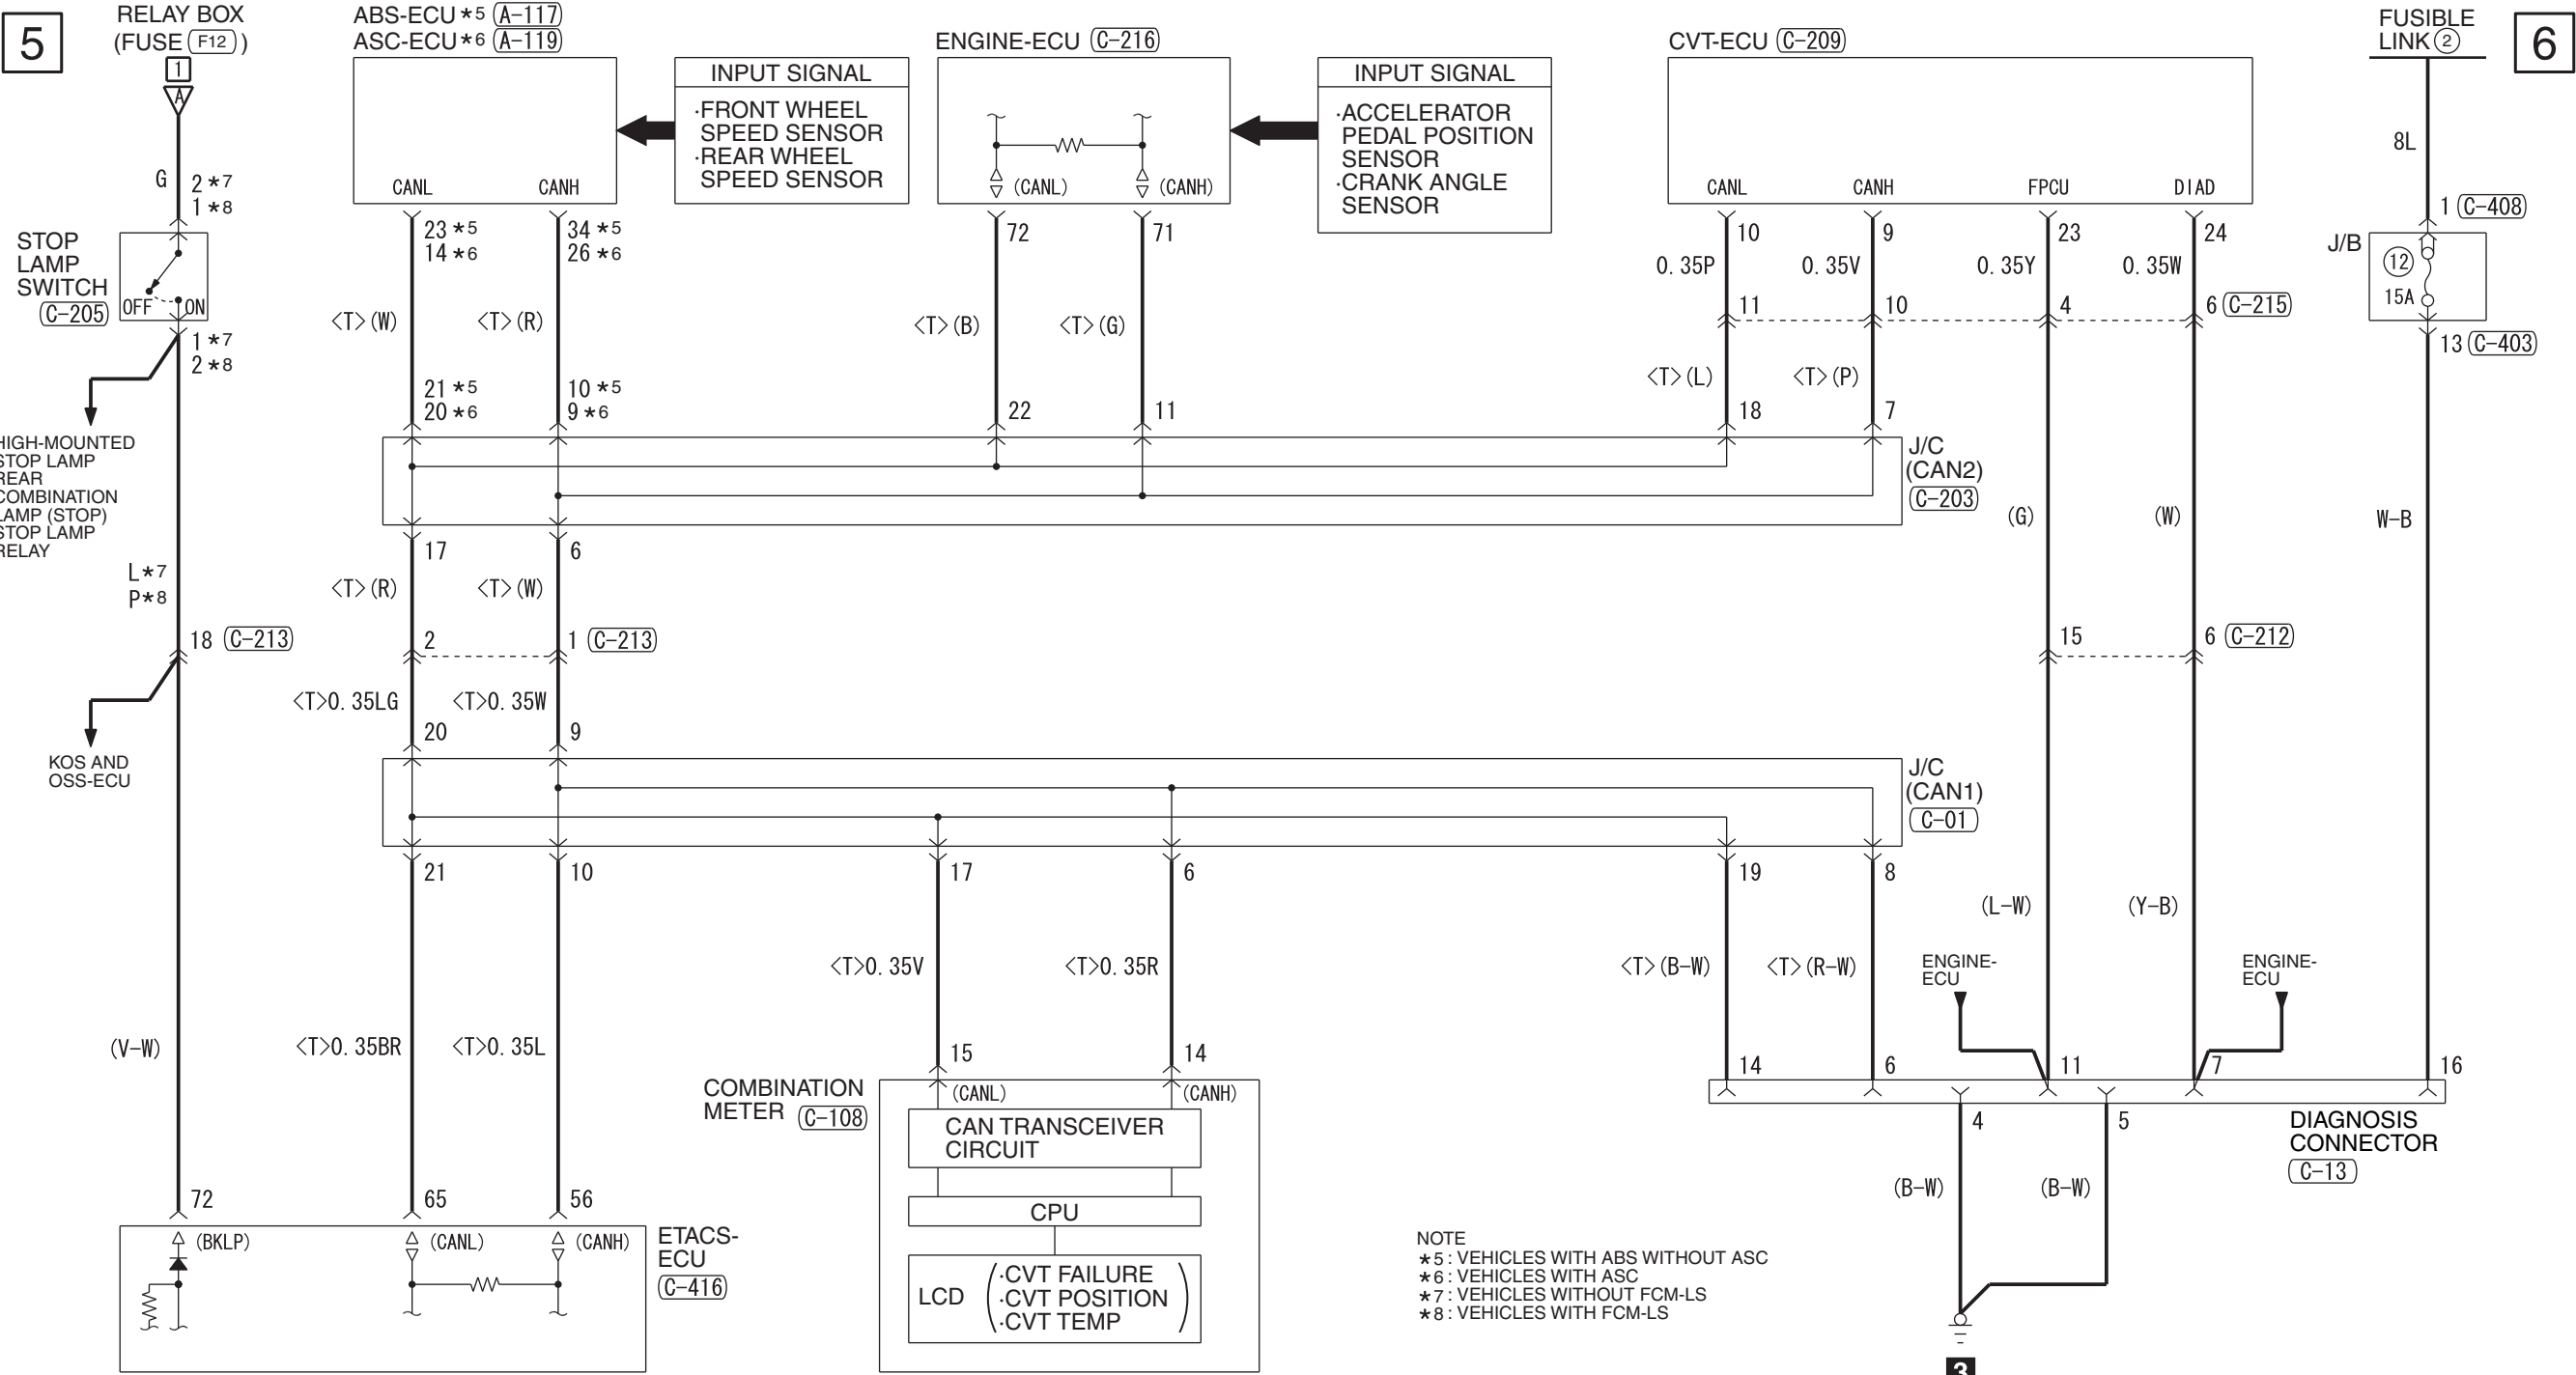 5
RELAY BOX
(FUSE F12)
1
A
G
2*7
1*8
STOP
LAMP
SWITCH
C-205
OFF
ON
1*7
2*8
HIGH-MOUNTED
STOP LAMP
REAR
COMBINATION
LAMP (STOP)
STOP LAMP
RELAY
L*7
P*8
18 C-213
KOS AND
OSS-ECU
(V-W)
72
(BKLP)
ABS-ECU*5 A-117
ASC-ECU*6 A-119
CANL
CANH
INPUT SIGNAL
·FRONT WHEEL
SPEED SENSOR
·REAR WHEEL
SPEED SENSOR
23*5
14*6
34*5
26*6
<T>(W)
<T>(R)
21*5
20*6
10*5
9*6
ENGINE-ECU C-216
(CANL)
(CANH)
INPUT SIGNAL
·ACCELERATOR
PEDAL POSITION
SENSOR
·CRANK ANGLE
SENSOR
72
71
<T>(B)
<T>(G)
22
11
CVT-ECU C-209
CANL
CANH
FPCU
DIAD
10
9
23
24
0.35P
0.35V
0.35Y
0.35W
11
10
4
6 C-215
<T>(L)
<T>(P)
18
7
FUSIBLE
LINK 2
6
8L
1 C-408
J/B
12
15A
13 C-403
J/C
(CAN2)
C-203
(G)
(W)
W-B
17
6
<T>(R)
<T>(W)
2
1 C-213
15
6 C-212
<T>0.35LG
<T>0.35W
20
9
J/C
(CAN1)
C-01
21
10
17
6
19
8
(L-W)
(Y-B)
<T>0.35V
<T>0.35R
<T>(B-W)
<T>(R-W)
ENGINE-
ECU
ENGINE-
ECU
<T>0.35BR
<T>0.35L
15
14
14
6
11
7
16
COMBINATION
METER C-108
(CANL)
(CANH)
CAN TRANSCEIVER
CIRCUIT
CPU
LCD
·CVT FAILURE
·CVT POSITION
·CVT TEMP
4
5
DIAGNOSIS
CONNECTOR
C-13
(B-W)
(B-W)
65
56
(CANL)
(CANH)
ETACS-
ECU
C-416
NOTE
*5: VEHICLES WITH ABS WITHOUT ASC
*6: VEHICLES WITH ASC
*7: VEHICLES WITHOUT FCM-LS
*8: VEHICLES WITH FCM-LS
3